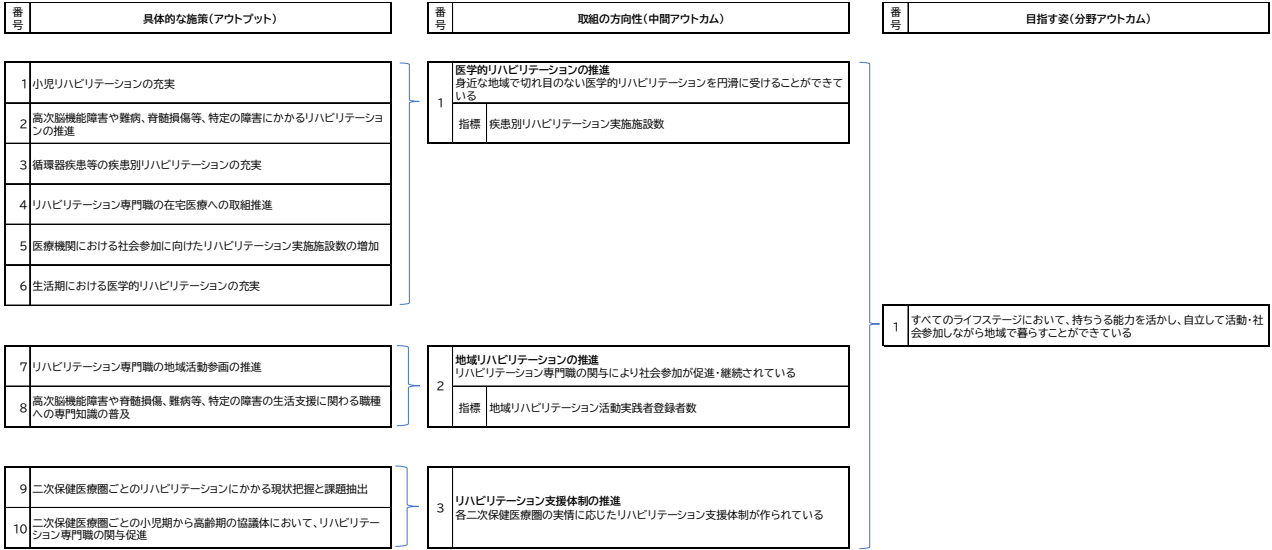 番号
具体的な施策(アウトプット)
番号
取組の方向性(中間アウトカム)
番号
目指す姿(分野アウトカム)
1
小児リハビリテーションの充実
2
高次脳機能障害や難病、脊髄損傷等、特定の障害にかかるリハビリテーショ
ンの推進
3
循環器疾患等の疾患別リハビリテーションの充実
4
リハビリテーション専門職の在宅医療への取組推進
5
医療機関における社会参加に向けたリハビリテーション実施施設数の増加
6
生活期における医学的リハビリテーションの充実
1
医学的リハビリテーションの推進
身近な地域で切れ目のない医学的リハビリテーションを円滑に受けることができて
いる
指標
疾患別リハビリテーション実施施設数
7
リハビリテーション専門職の地域活動参画の推進
8
高次脳機能障害や脊髄損傷、難病等、特定の障害の生活支援に関わる職種
への専門知識の普及
2
地域リハビリテーションの推進
リハビリテーション専門職の関与により社会参加が促進・継続されている
指標
地域リハビリテーション活動実践者登録者数
9
二次保健医療圏ごとのリハビリテーションにかかる現状把握と課題抽出
10
二次保健医療圏ごとの小児期から高齢期の協議体において、リハビリテー
ション専門職の関与促進
3
リハビリテーション支援体制の推進
各二次保健医療圏の実情に応じたリハビリテーション支援体制が作られている
1
すべてのライフステージにおいて、持ちうる能力を活かし、自立して活動・社
会参加しながら地域で暮らすことができている